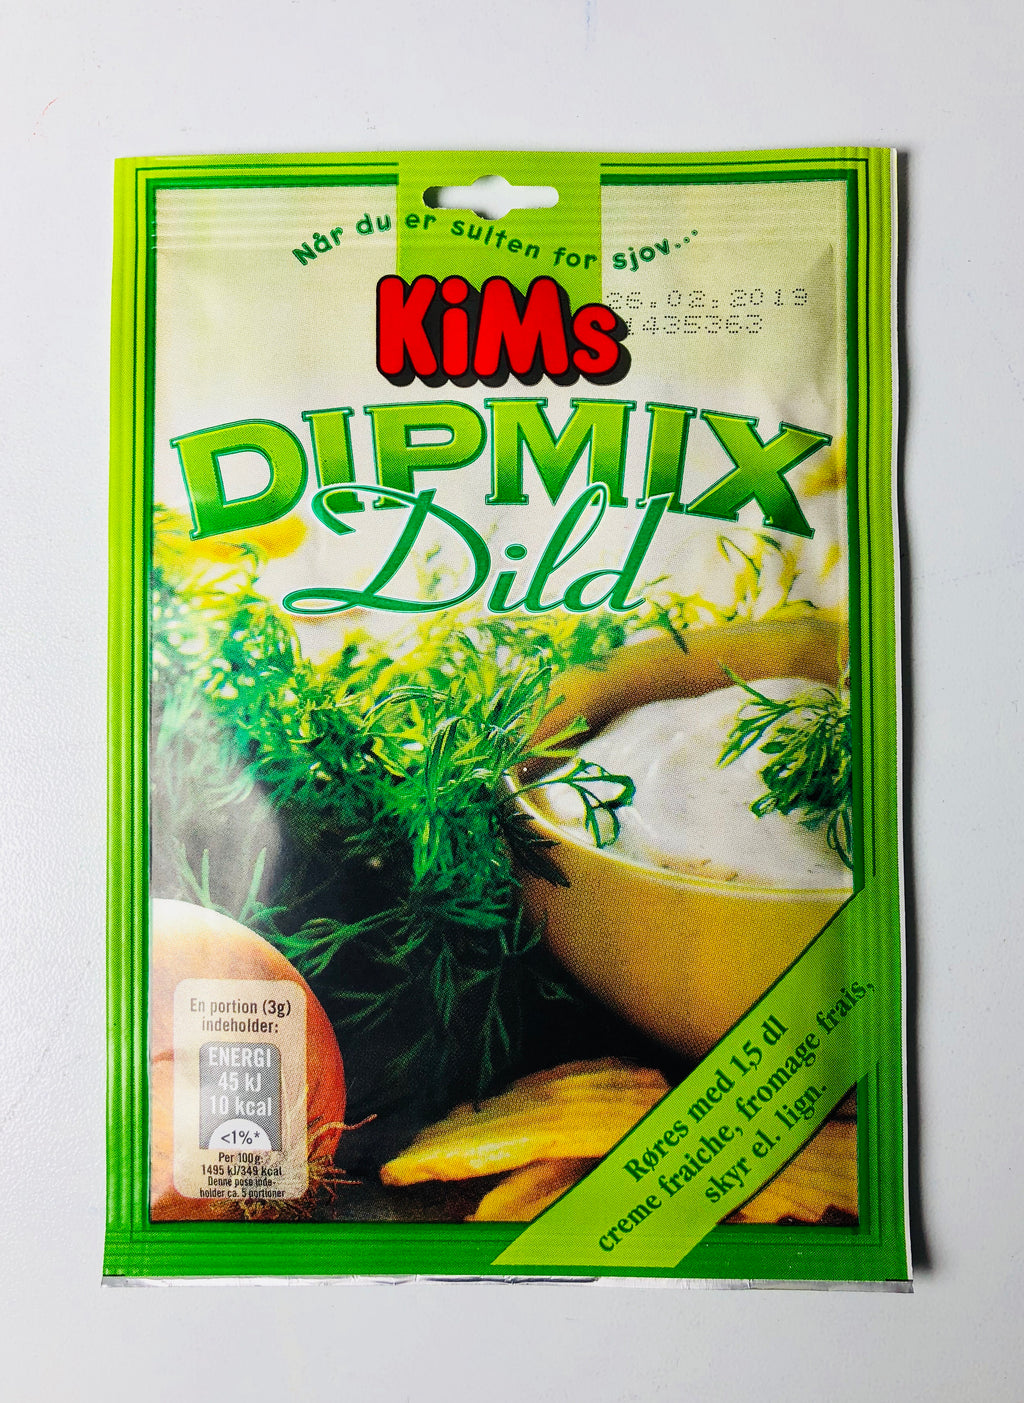 Når du er sulten for sjov...
KiMs
26.02.2019
1435363
DIPMIX
Dild
En portion (3g)
indeholder:
ENERGI
45 kJ
10 kcal
<1%*
Per 100g:
1495 kJ/349 kcal
Denne pose inde-
holder ca. 5 portioner
Røres med 1,5 dl
creme fraiche, fromage frais,
skyr el. lign.